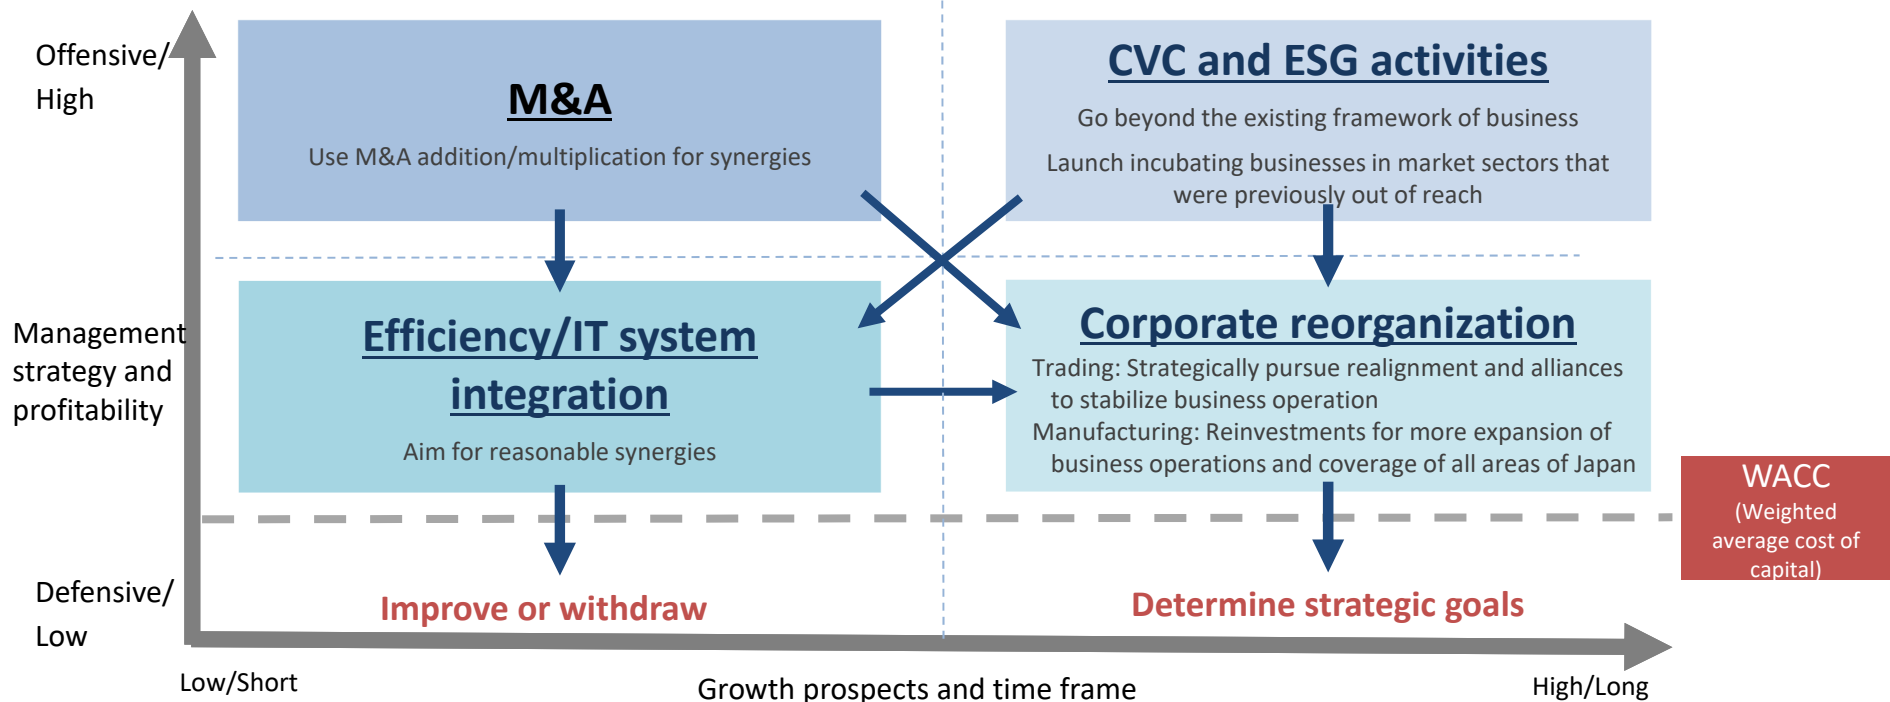 Offensive/
High
M&A
Use M&A addition/multiplication for synergies
CVC and ESG activities
Go beyond the existing framework of business
Launch incubating businesses in market sectors that
were previously out of reach
Management
strategy and
profitability
Efficiency/IT system
integration
Aim for reasonable synergies
Corporate reorganization
Trading: Strategically pursue realignment and alliances
to stabilize business operation
Manufacturing: Reinvestments for more expansion of
business operations and coverage of all areas of Japan
WACC
(Weighted
average cost of
capital)
Defensive/
Low
Improve or withdraw
Determine strategic goals
Low/Short
Growth prospects and time frame
High/Long